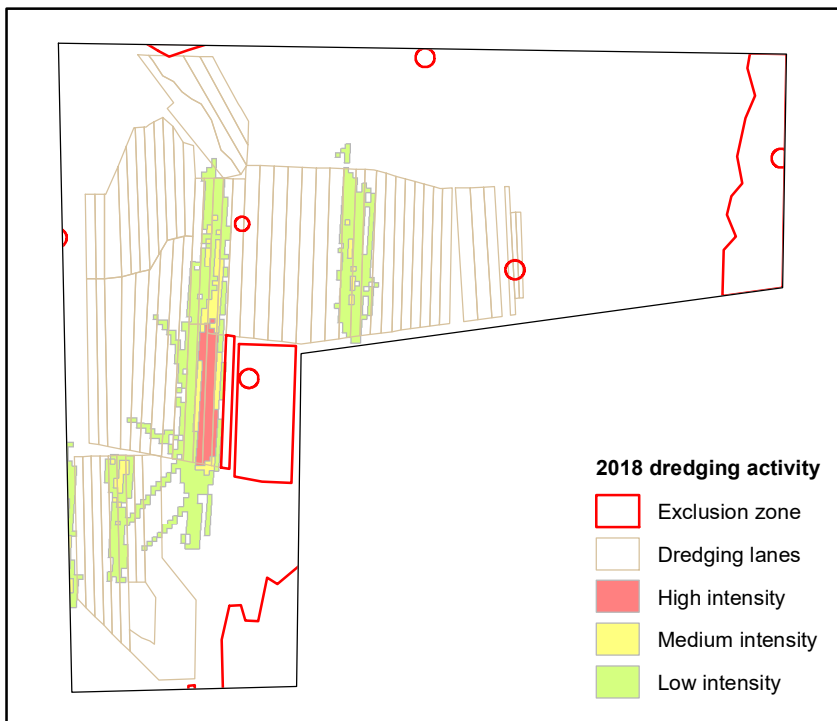 2018 dredging activity
Exclusion zone
Dredging lanes
High intensity
Medium intensity
Low intensity